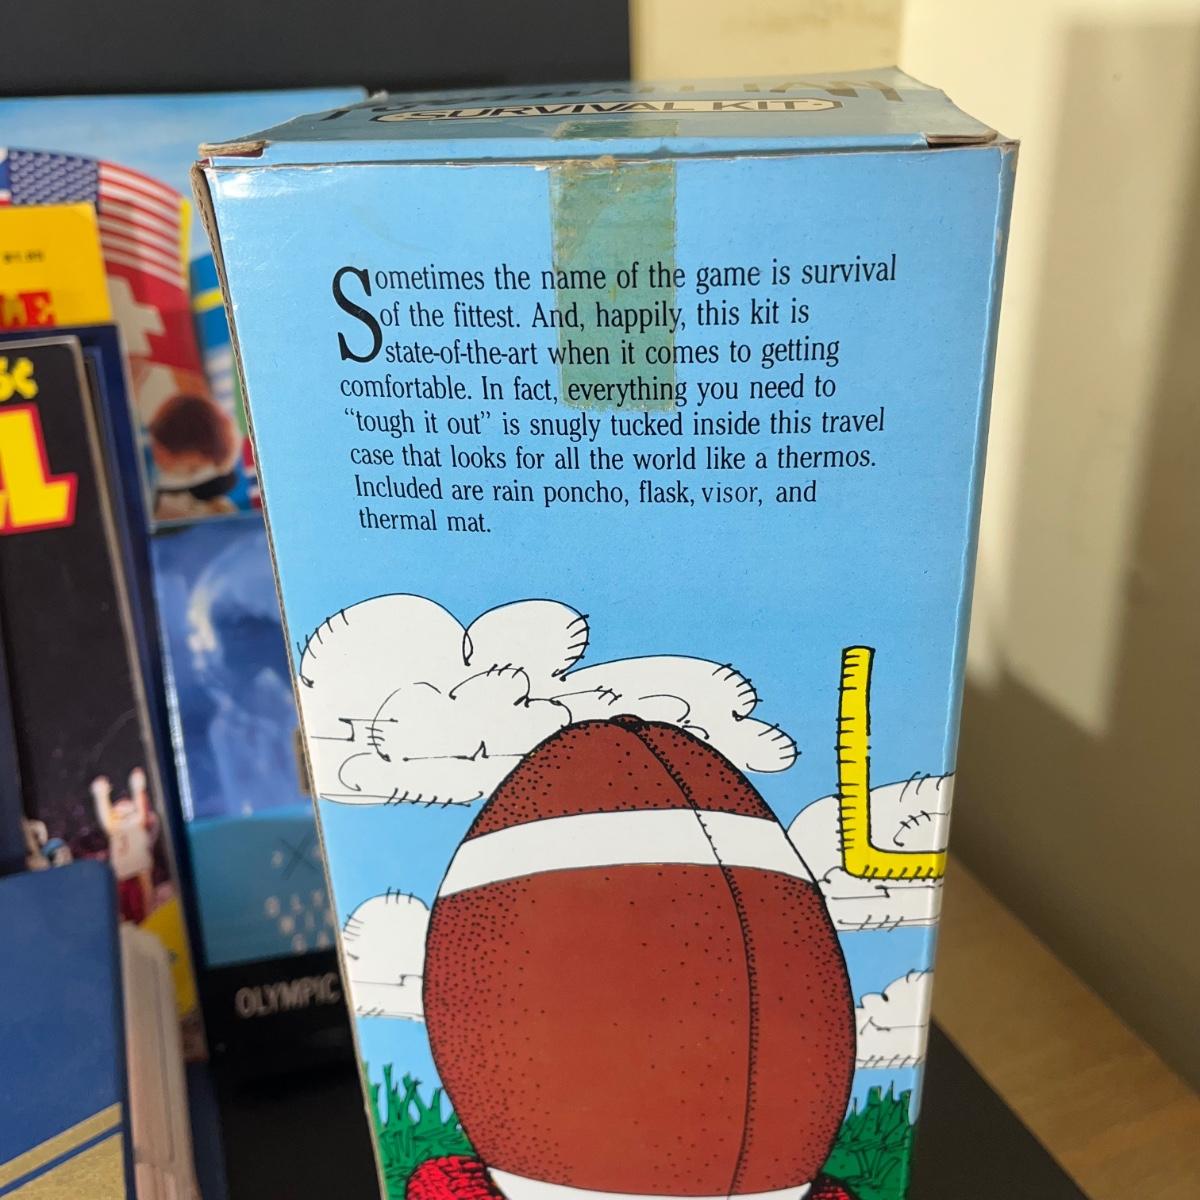 SURVIVAL KIT
Sometimes the name of the game is survival
of the fittest. And, happily, this kit is
state-of-the-art when it comes to getting
comfortable. In fact, everything you need to
“tough it out” is snugly tucked inside this travel
case that looks for all the world like a thermos.
Included are rain poncho, flask, visor, and
thermal mat.
OLYMPIC